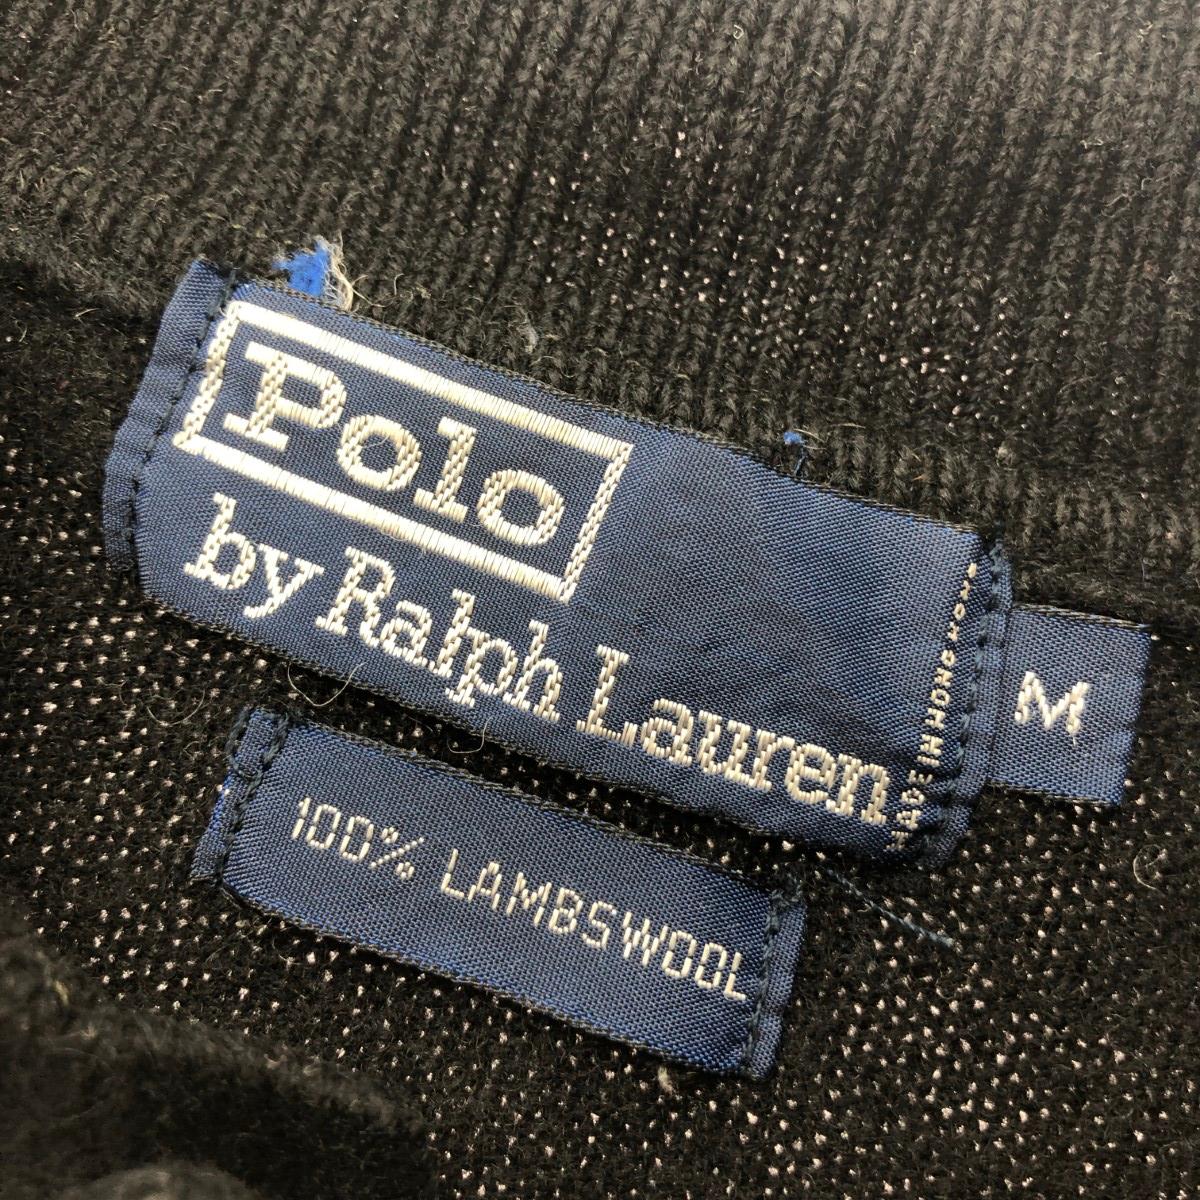 Polo
by Ralph Lauren
MADE IN HONG KONG
M
100% LAMBSWOOL